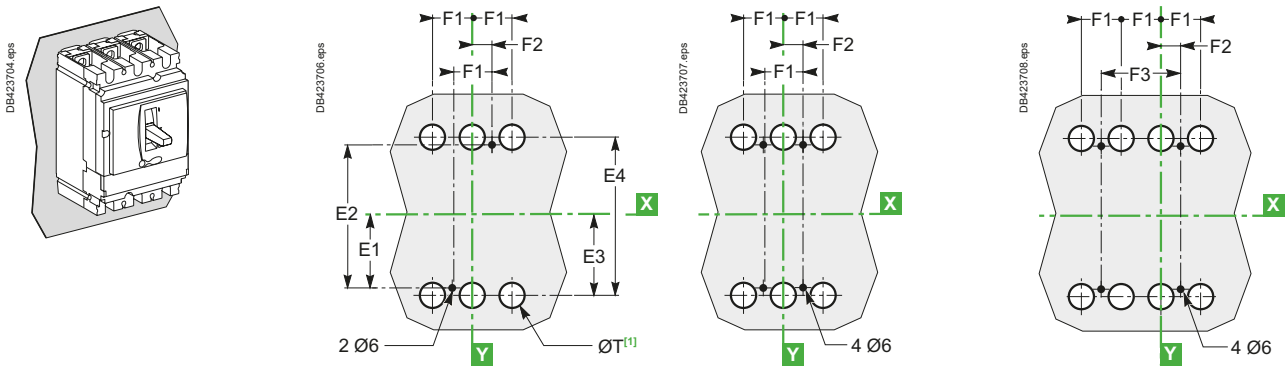 DB423704.eps
DB423706.eps
F1 F1
F2
F1
E2
E1
E4
E3
X
Y
2 Ø6
ØT[1]
DB423707.eps
F1 F1
F2
F1
X
Y
4 Ø6
DB423708.eps
F1 F1 F1
F2
F3
X
Y
4 Ø6